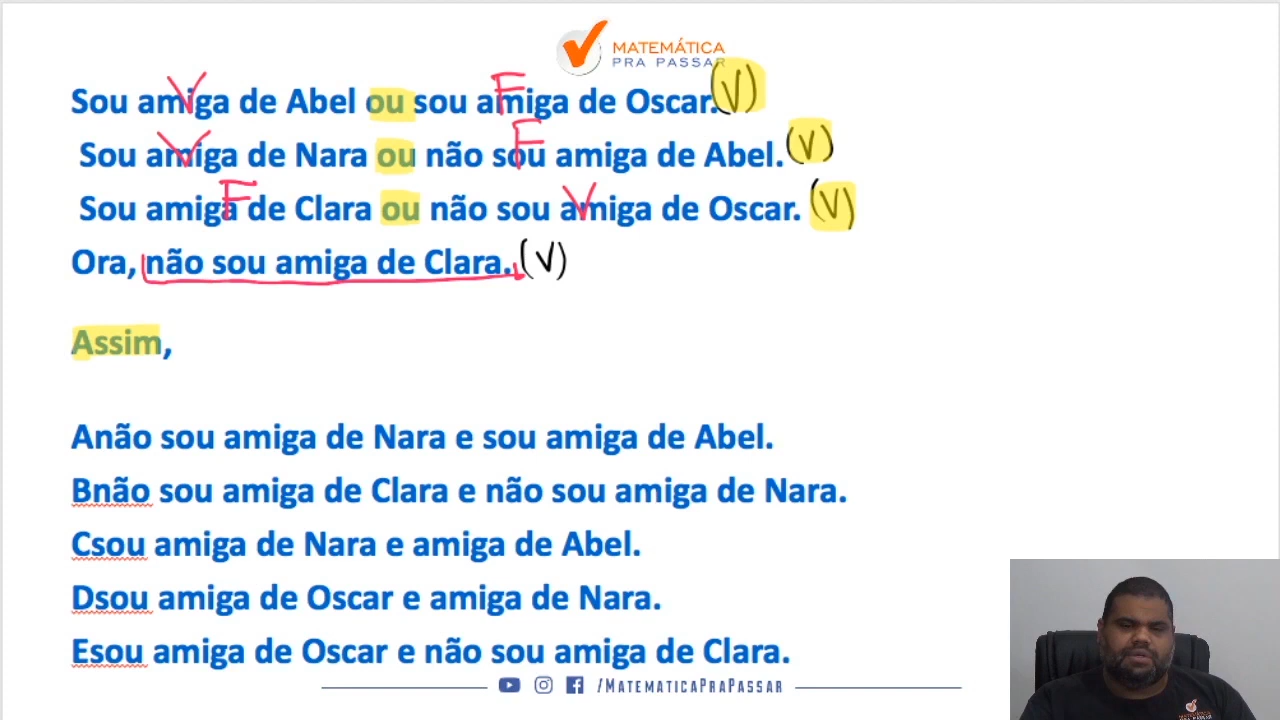 MATEMÁTICA
PRA PASSAR
V F
Sou amiga de Abel ou sou amiga de Oscar. (V)
V F
Sou amiga de Nara ou não sou amiga de Abel. (V)
F V
Sou amiga de Clara ou não sou amiga de Oscar. (V)
Ora, não sou amiga de Clara. (V)
Assim,
Anão sou amiga de Nara e sou amiga de Abel.
Bnão sou amiga de Clara e não sou amiga de Nara.
Csou amiga de Nara e amiga de Abel.
Dsou amiga de Oscar e amiga de Nara.
Esou amiga de Oscar e não sou amiga de Clara.
/MatematicaPraPassar